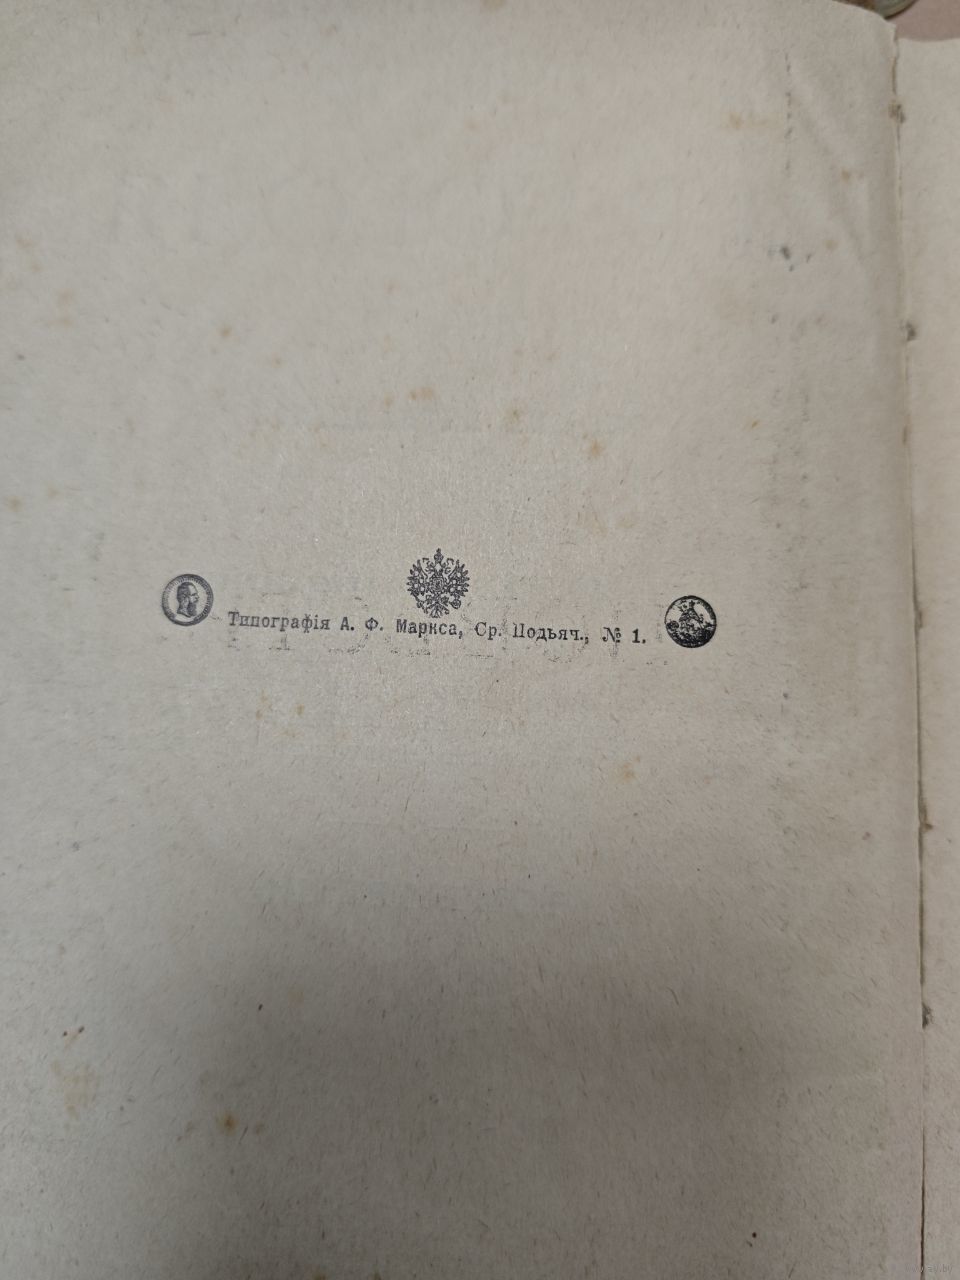 Типографія А. Ф. Маркса, Ср. Подьяч., № 1.